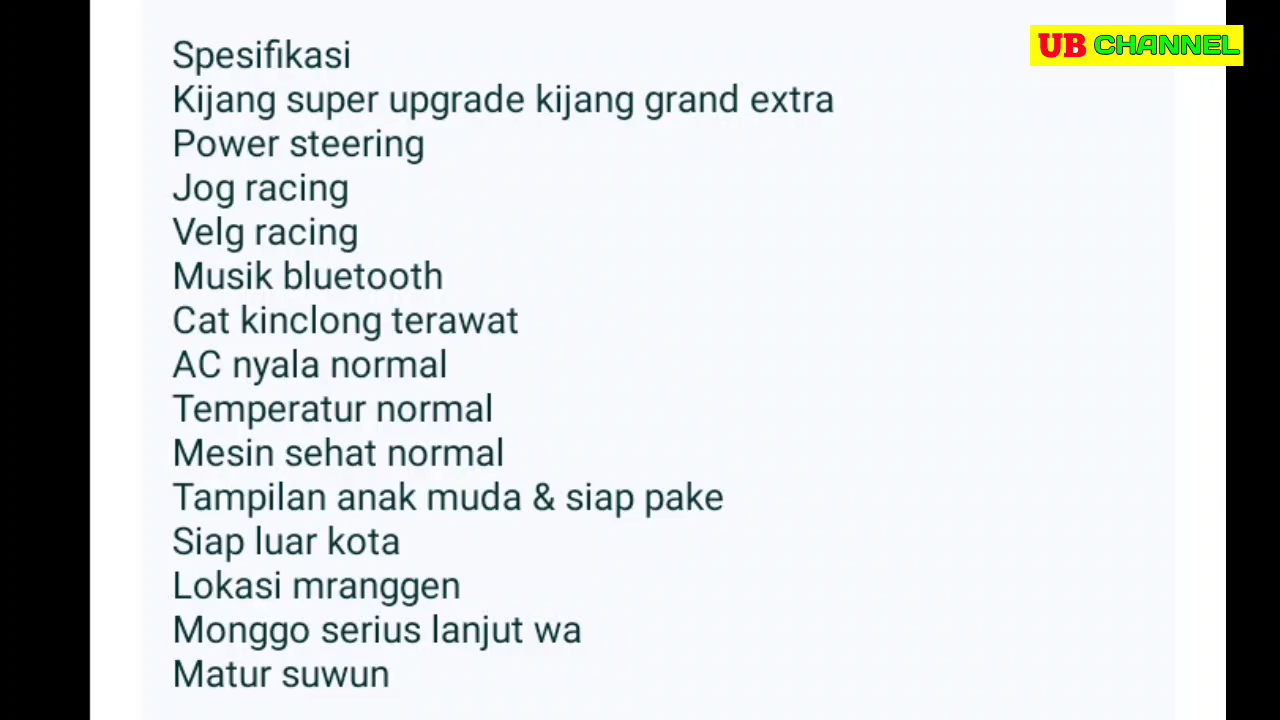 UB CHANNEL
Spesifikasi
Kijang super upgrade kijang grand extra
Power steering
Jog racing
Velg racing
Musik bluetooth
Cat kinclong terawat
AC nyala normal
Temperatur normal
Mesin sehat normal
Tampilan anak muda & siap pake
Siap luar kota
Lokasi mranggen
Monggo serius lanjut wa
Matur suwun